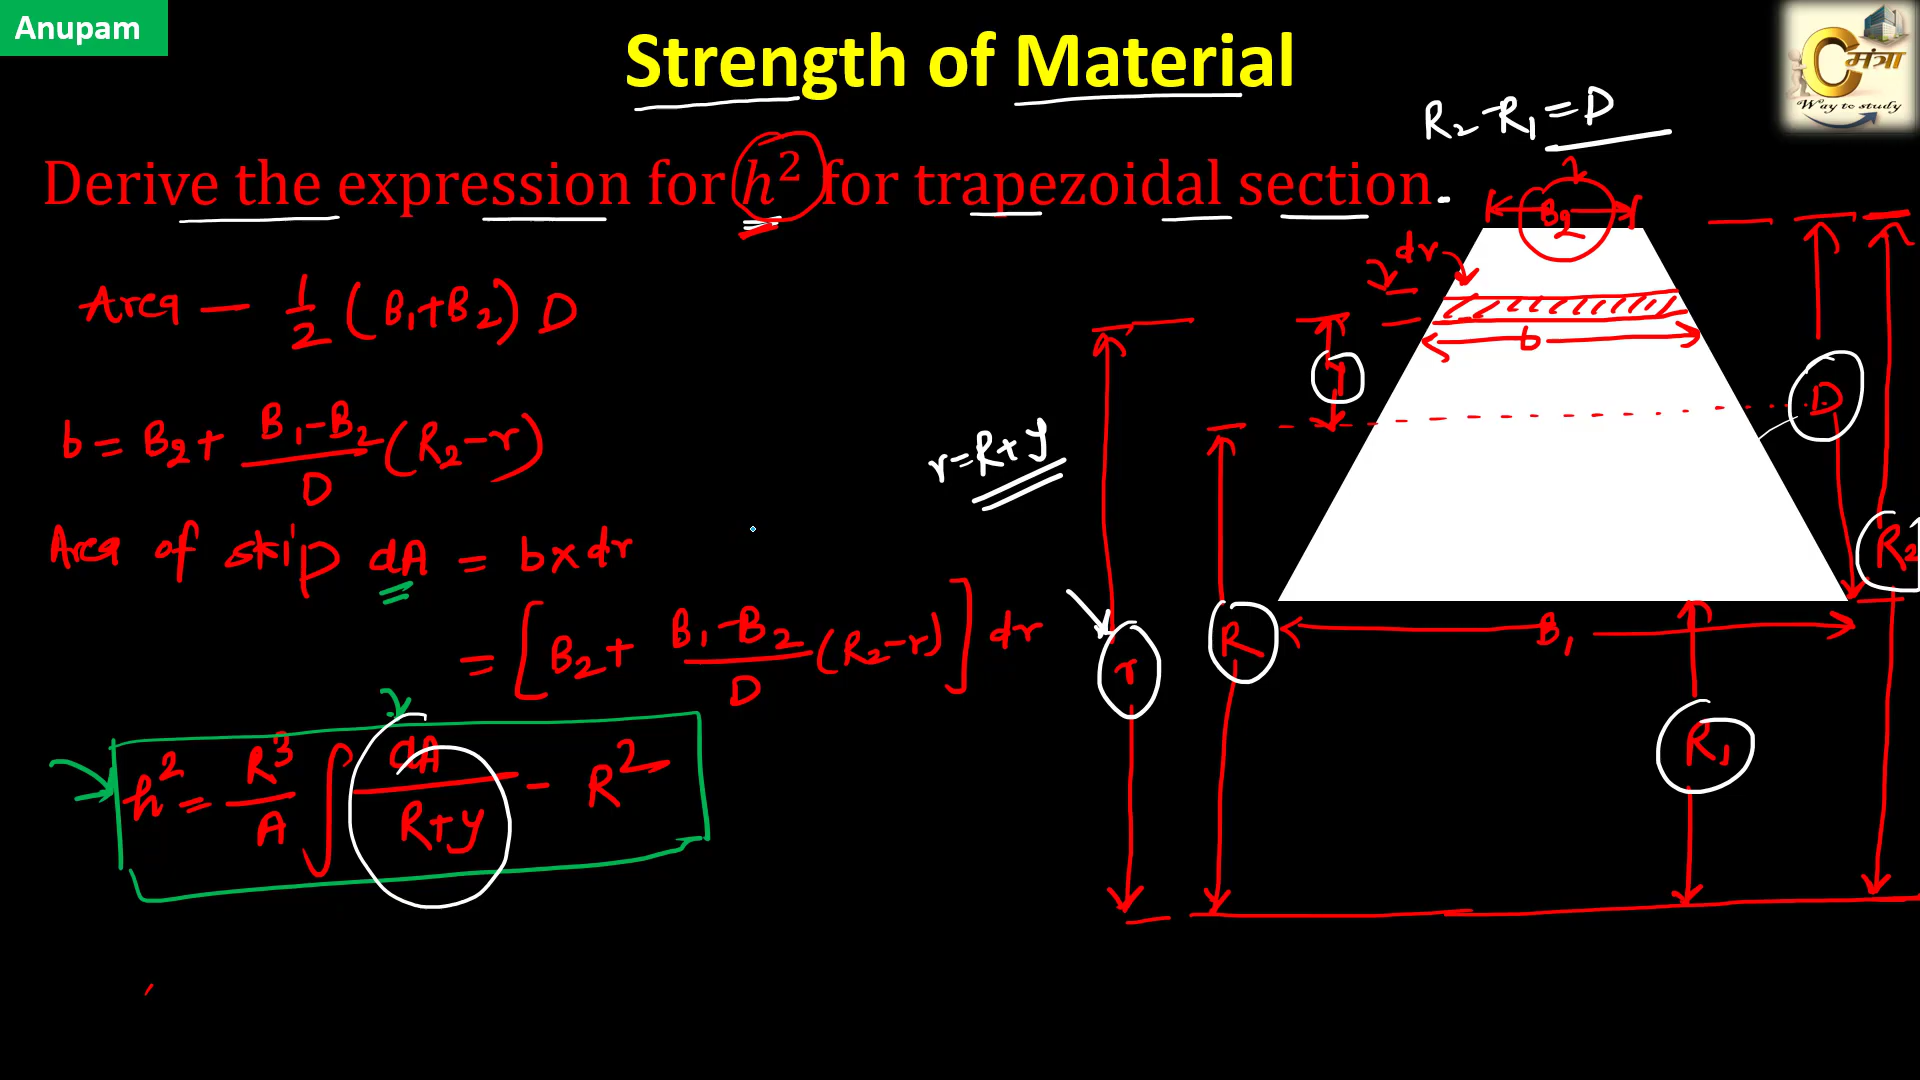 Anupam
Strength of Material
C मंत्रा
Way to study
R₂ - R₁ = D
Derive the expression for h² for trapezoidal section.
B₂
dr
Area - 1/2 (B₁+B₂) D
b
y
D
b = B₂ + (B₁-B₂)/D (R₂-r)
r = R+y
R₂
Area of skip dA = b x dr
= [B₂ + (B₁-B₂)/D (R₂-r)] dr
r
R
B₁
R₁
h² = R³/A ∫ dA/(R+y) - R²